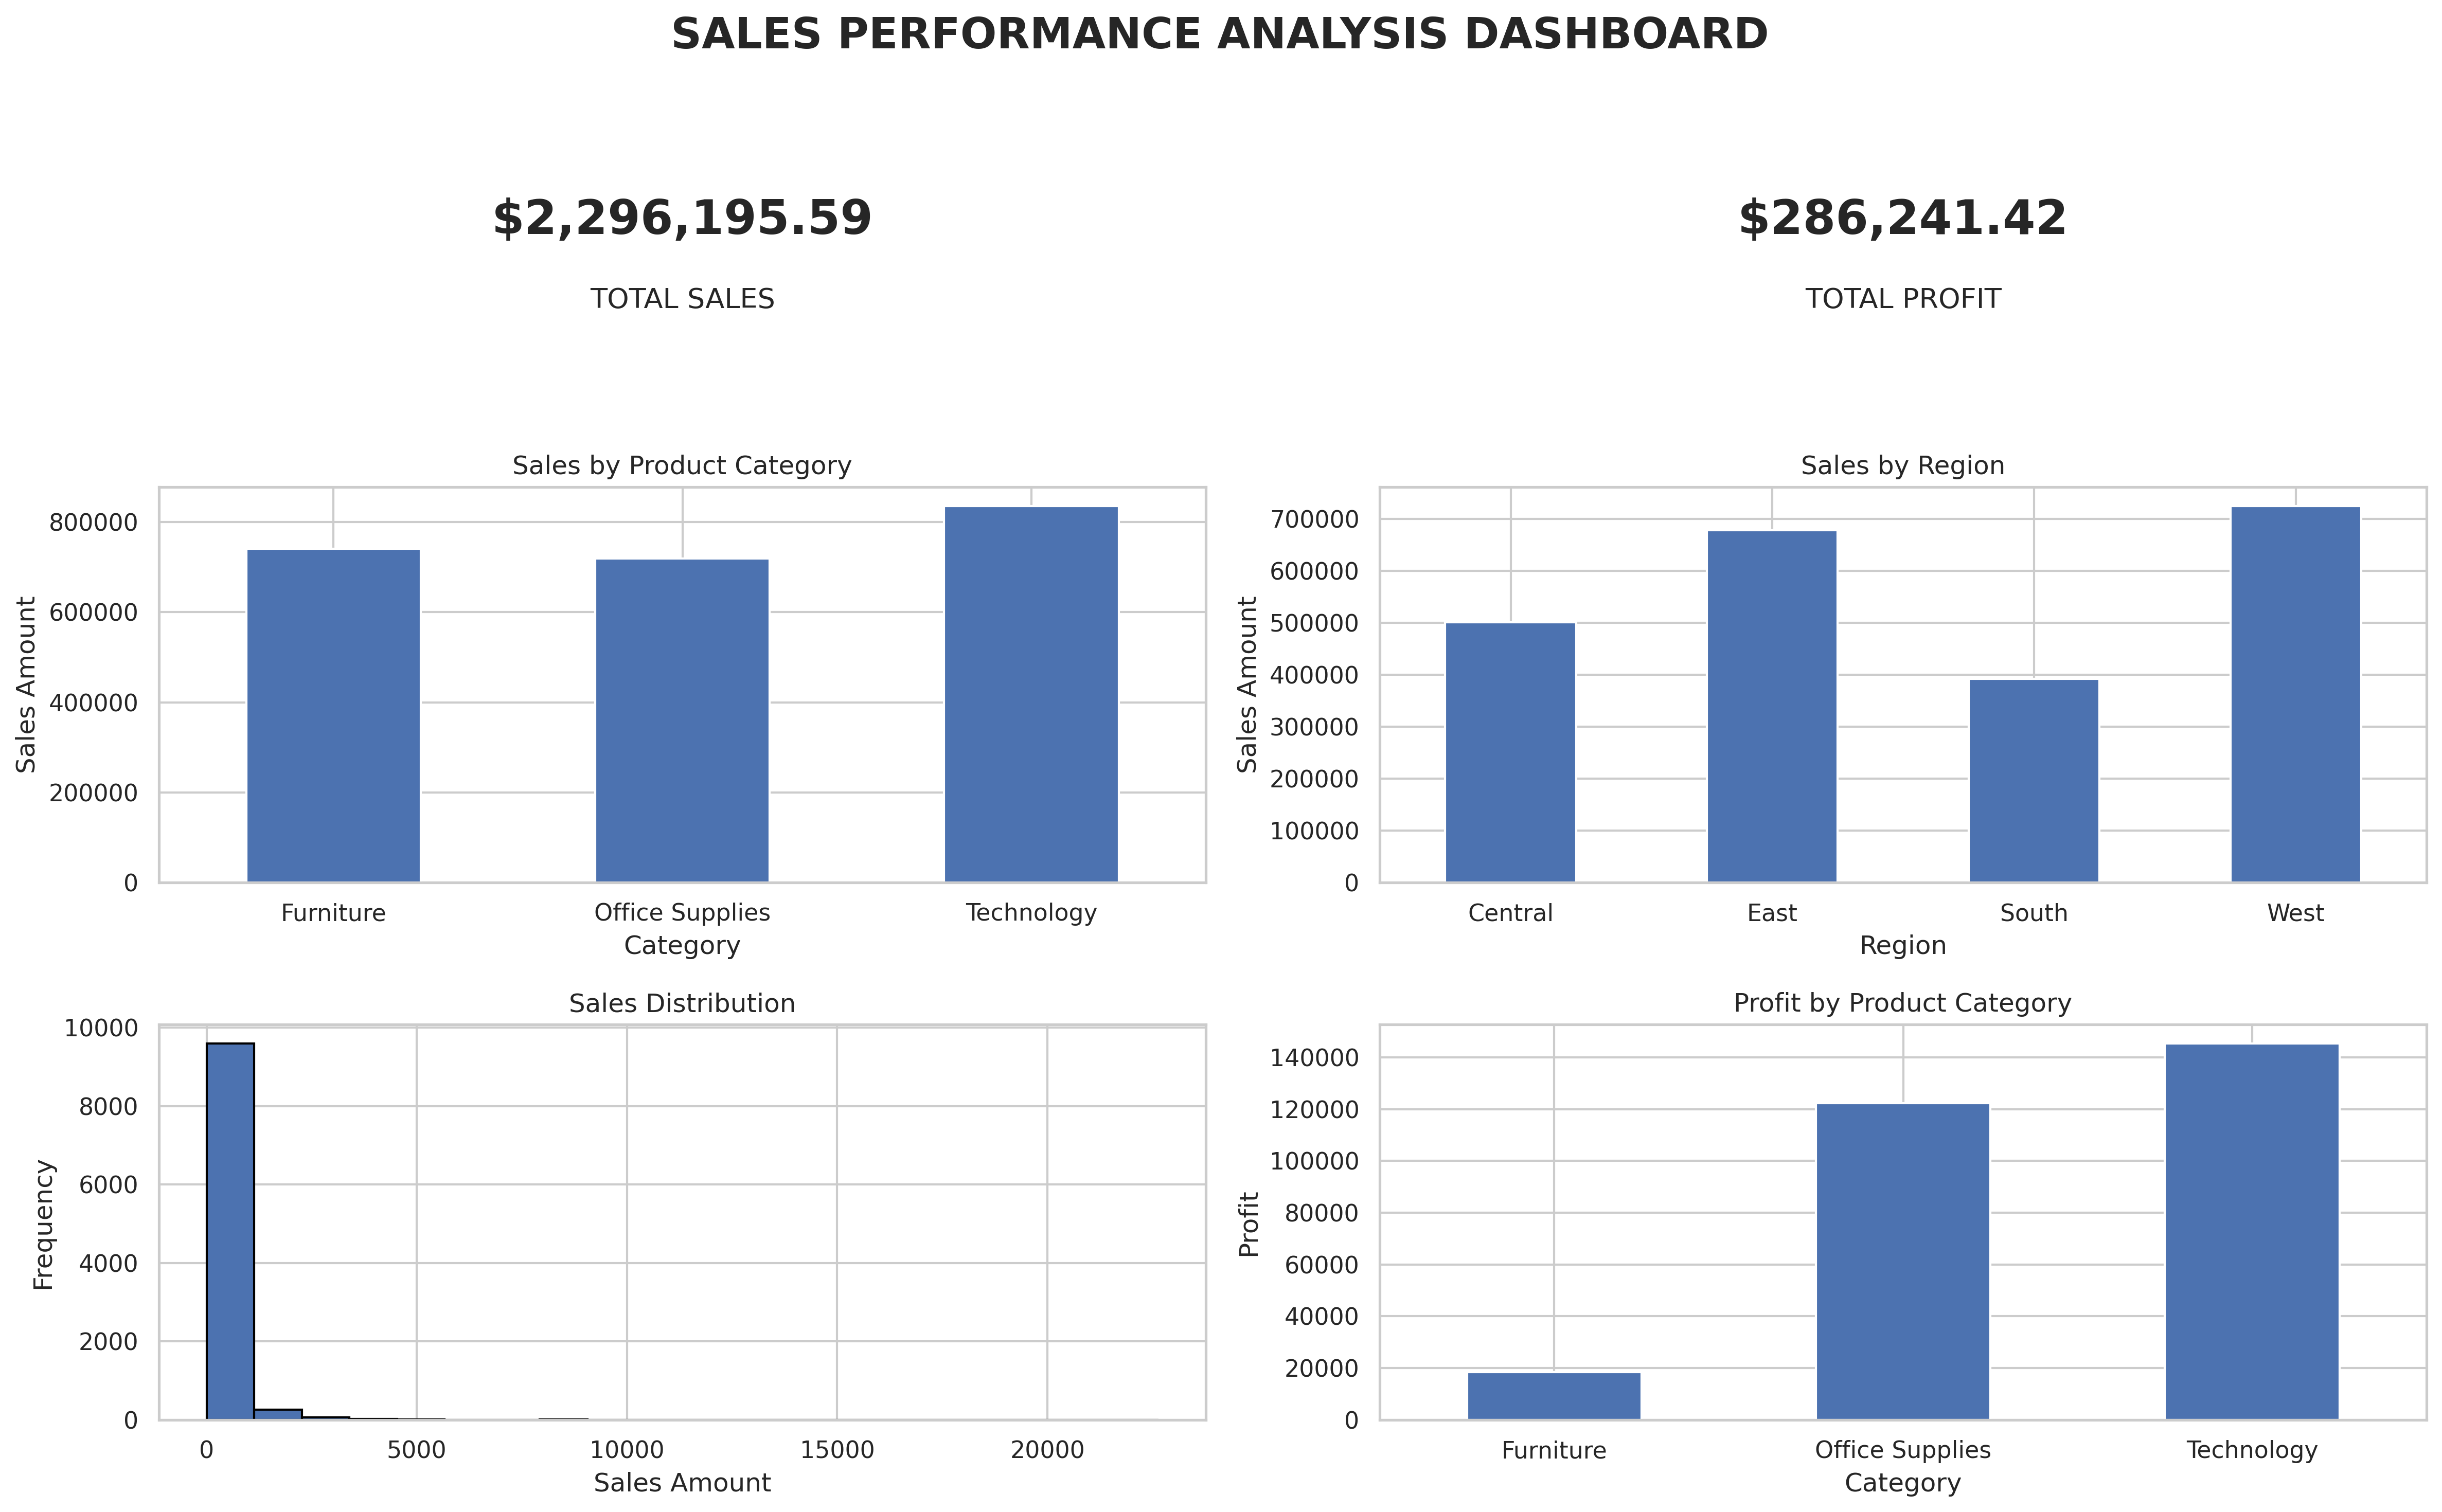 SALES PERFORMANCE ANALYSIS DASHBOARD
$2,296,195.59
TOTAL SALES
$286,241.42
TOTAL PROFIT
Sales by Product Category
Sales Amount
800000
600000
400000
200000
0
Furniture
Office Supplies
Technology
Category
Sales by Region
Sales Amount
700000
600000
500000
400000
300000
200000
100000
0
Central
East
South
West
Region
Sales Distribution
Frequency
10000
8000
6000
4000
2000
0
0
5000
10000
15000
20000
Sales Amount
Profit by Product Category
Profit
140000
120000
100000
80000
60000
40000
20000
0
Furniture
Office Supplies
Technology
Category